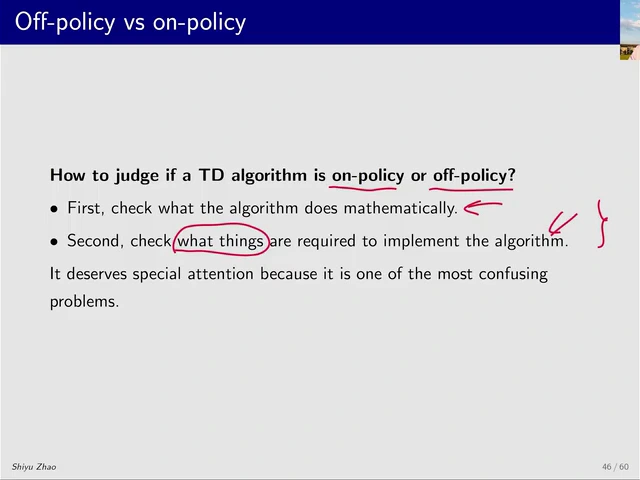 Off-policy vs on-policy
How to judge if a TD algorithm is on-policy or off-policy?
• First, check what the algorithm does mathematically.
• Second, check what things are required to implement the algorithm.
It deserves special attention because it is one of the most confusing
problems.
Shiyu Zhao
46 / 60